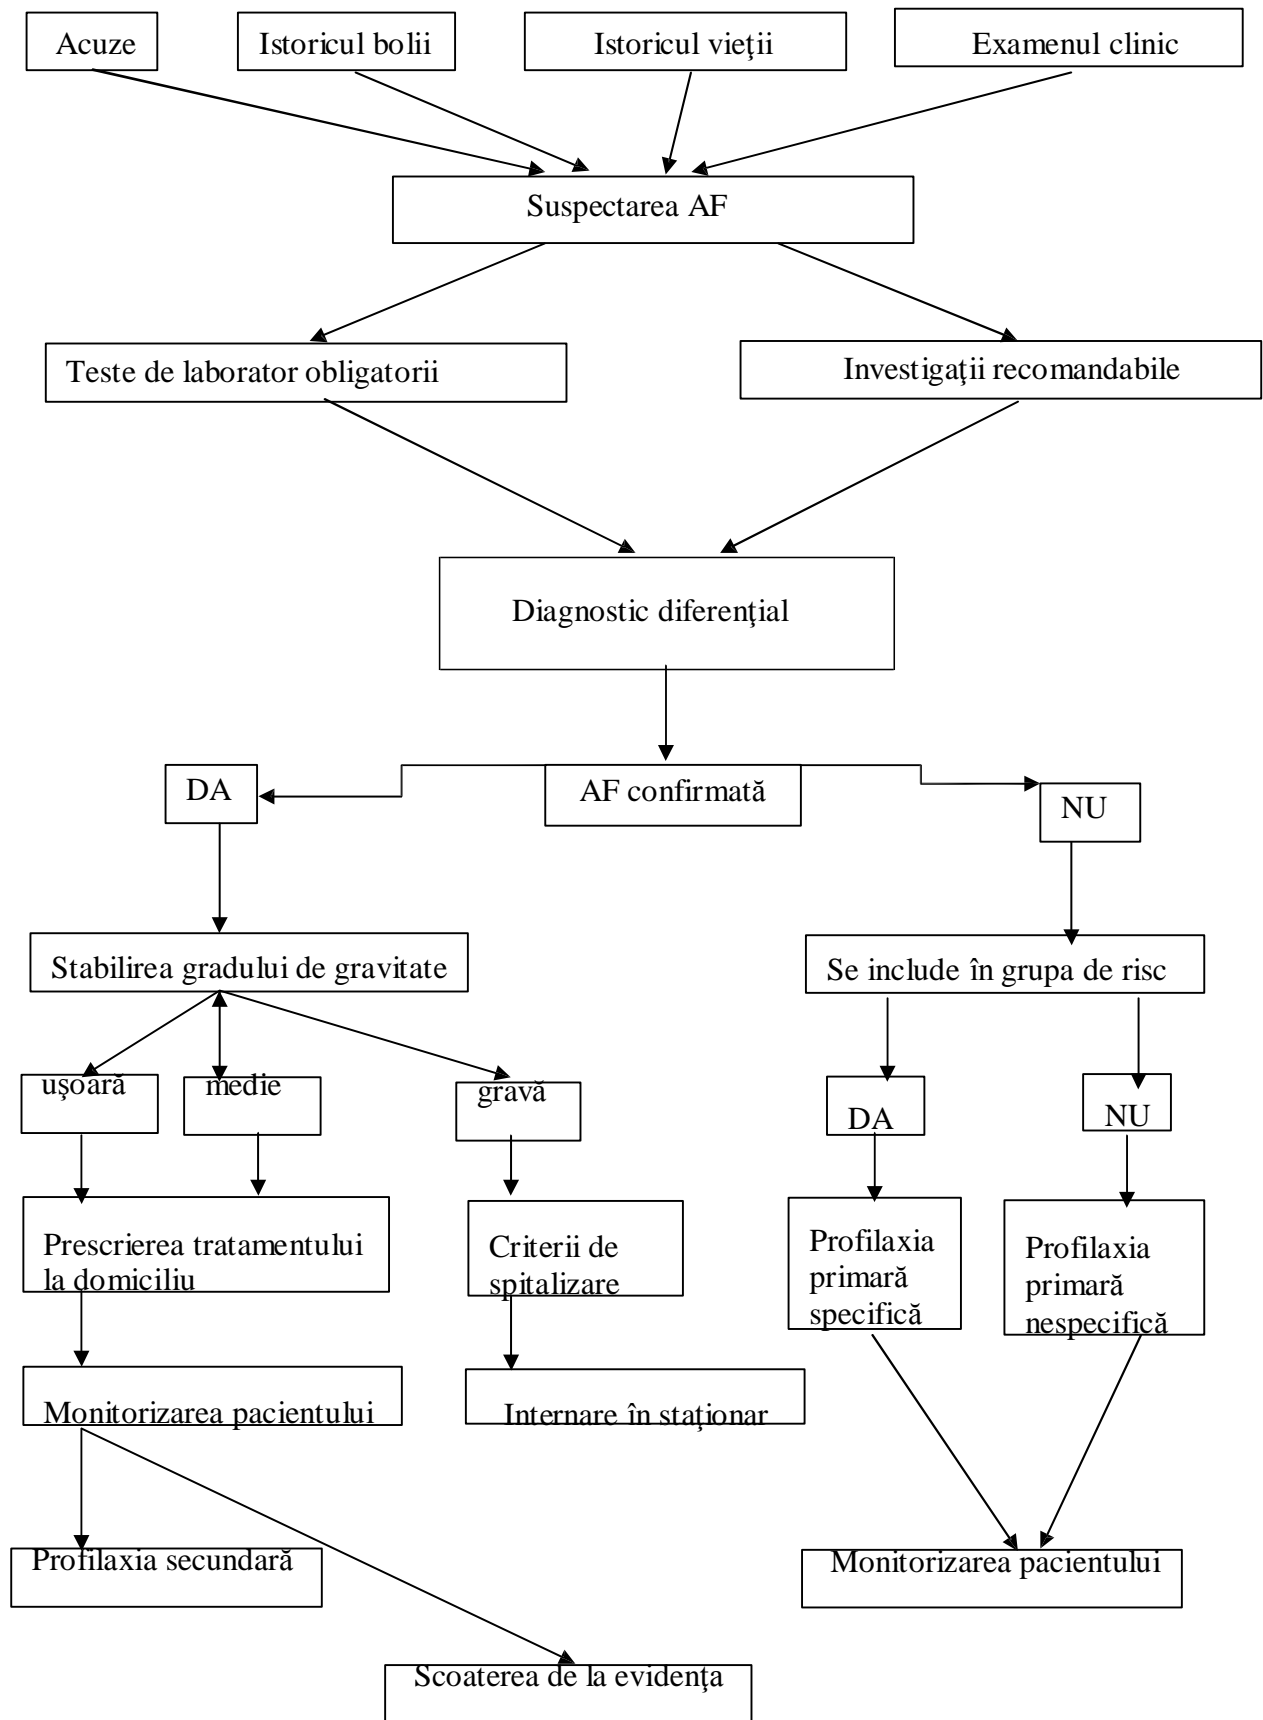 Acuze
Istoricul bolii
Istoricul vieţii
Examenul clinic
Suspectarea AF
Teste de laborator obligatorii
Investigaţii recomandabile
Diagnostic diferenţial
DA
AF confirmată
NU
Stabilirea gradului de gravitate
Se include în grupa de risc
uşoară
medie
gravă
DA
NU
Prescrierea tratamentului
la domiciliu
Criterii de
spitalizare
Profilaxia
primară
specifică
Profilaxia
primară
nespecifică
Monitorizarea pacientului
Internare în staţionar
Profilaxia secundară
Monitorizarea pacientului
Scoaterea de la evidenţa